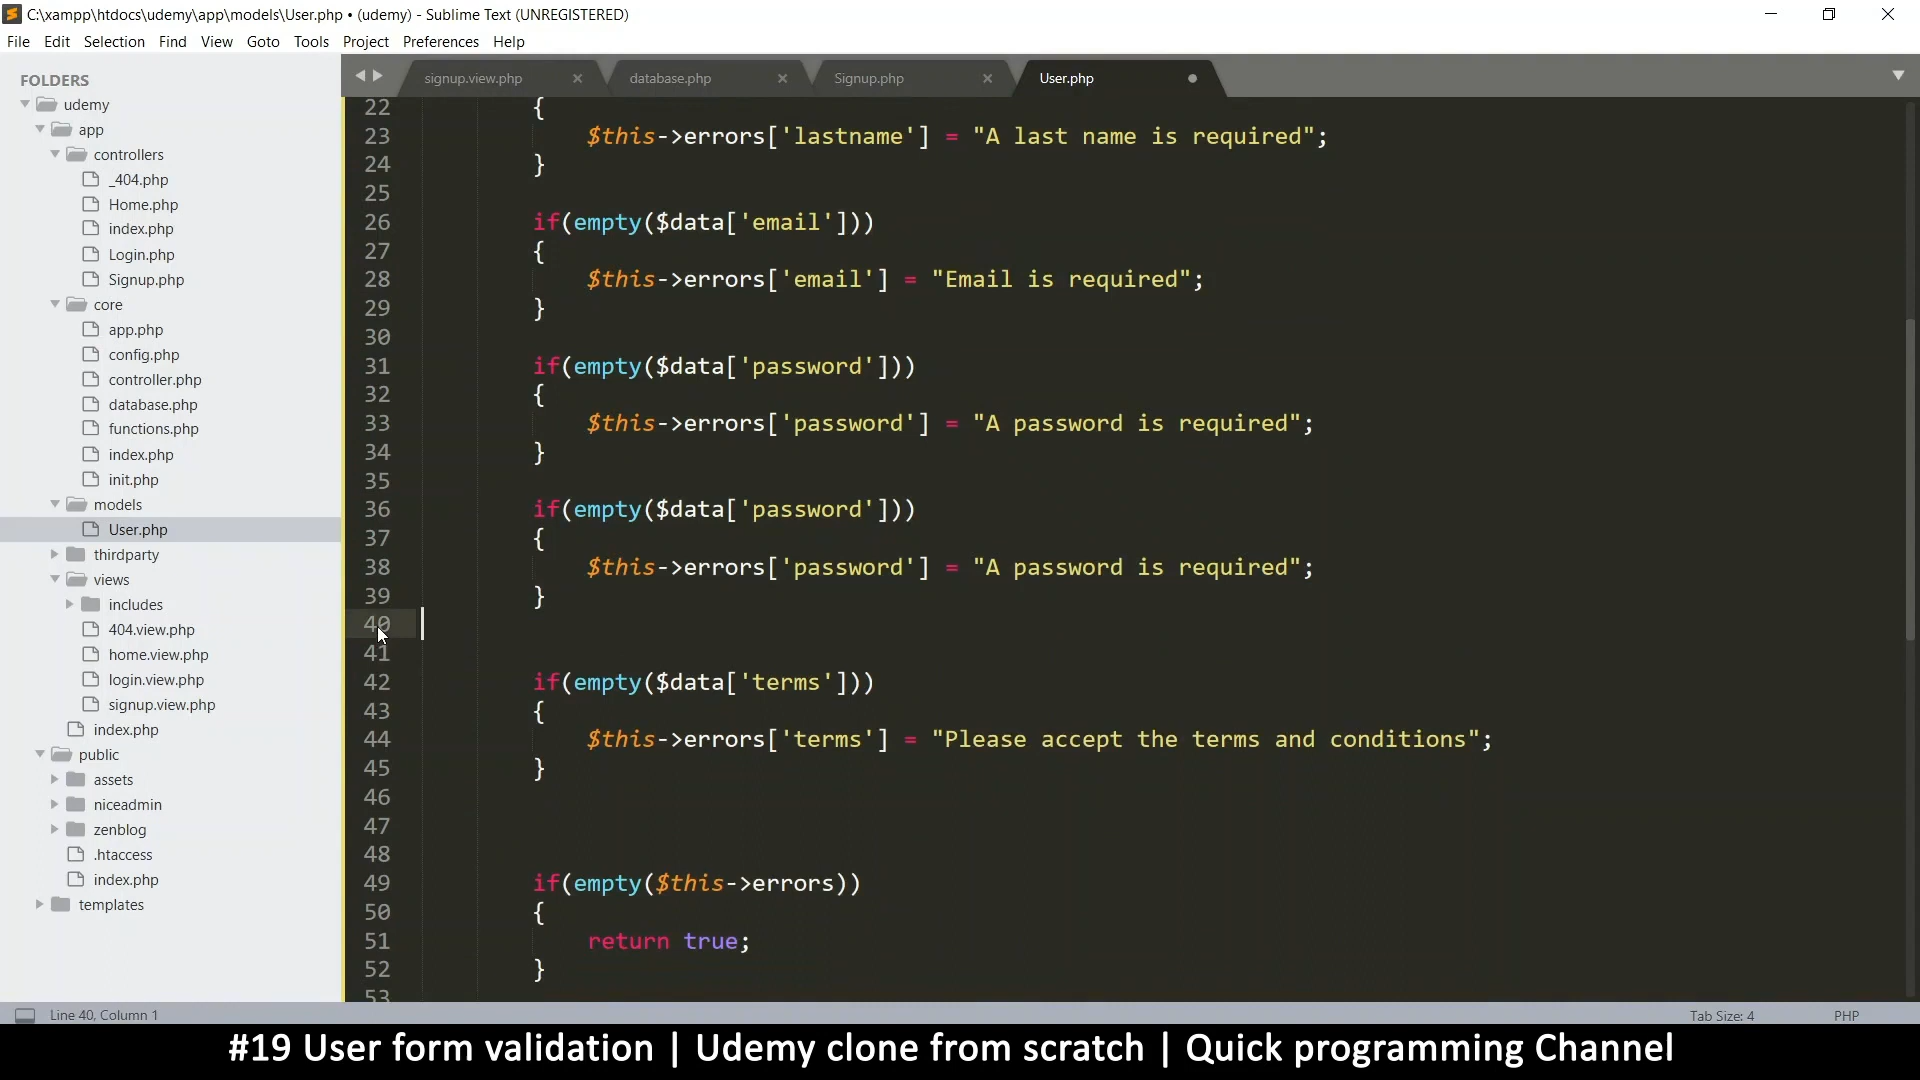 C:\xampp\htdocs\udemy\app\models\User.php • (udemy) - Sublime Text (UNREGISTERED)
File Edit Selection Find View Goto Tools Project Preferences Help
FOLDERS
udemy
app
controllers
_404.php
Home.php
index.php
Login.php
Signup.php
core
app.php
config.php
controller.php
database.php
functions.php
index.php
init.php
models
User.php
thirdparty
views
includes
404.view.php
home.view.php
login.view.php
signup.view.php
index.php
public
assets
niceadmin
zenblog
.htaccess
index.php
templates
signup.view.php database.php Signup.php User.php
22 {
23 $this->errors['lastname'] = "A last name is required";
24 }
25
26 if(empty($data['email']))
27 {
28 $this->errors['email'] = "Email is required";
29 }
30
31 if(empty($data['password']))
32 {
33 $this->errors['password'] = "A password is required";
34 }
35
36 if(empty($data['password']))
37 {
38 $this->errors['password'] = "A password is required";
39 }
40
41
42 if(empty($data['terms']))
43 {
44 $this->errors['terms'] = "Please accept the terms and conditions";
45 }
46
47
48
49 if(empty($this->errors))
50 {
51 return true;
52 }
53
Line 40, Column 1 Tab Size: 4 PHP
#19 User form validation | Udemy clone from scratch | Quick programming Channel